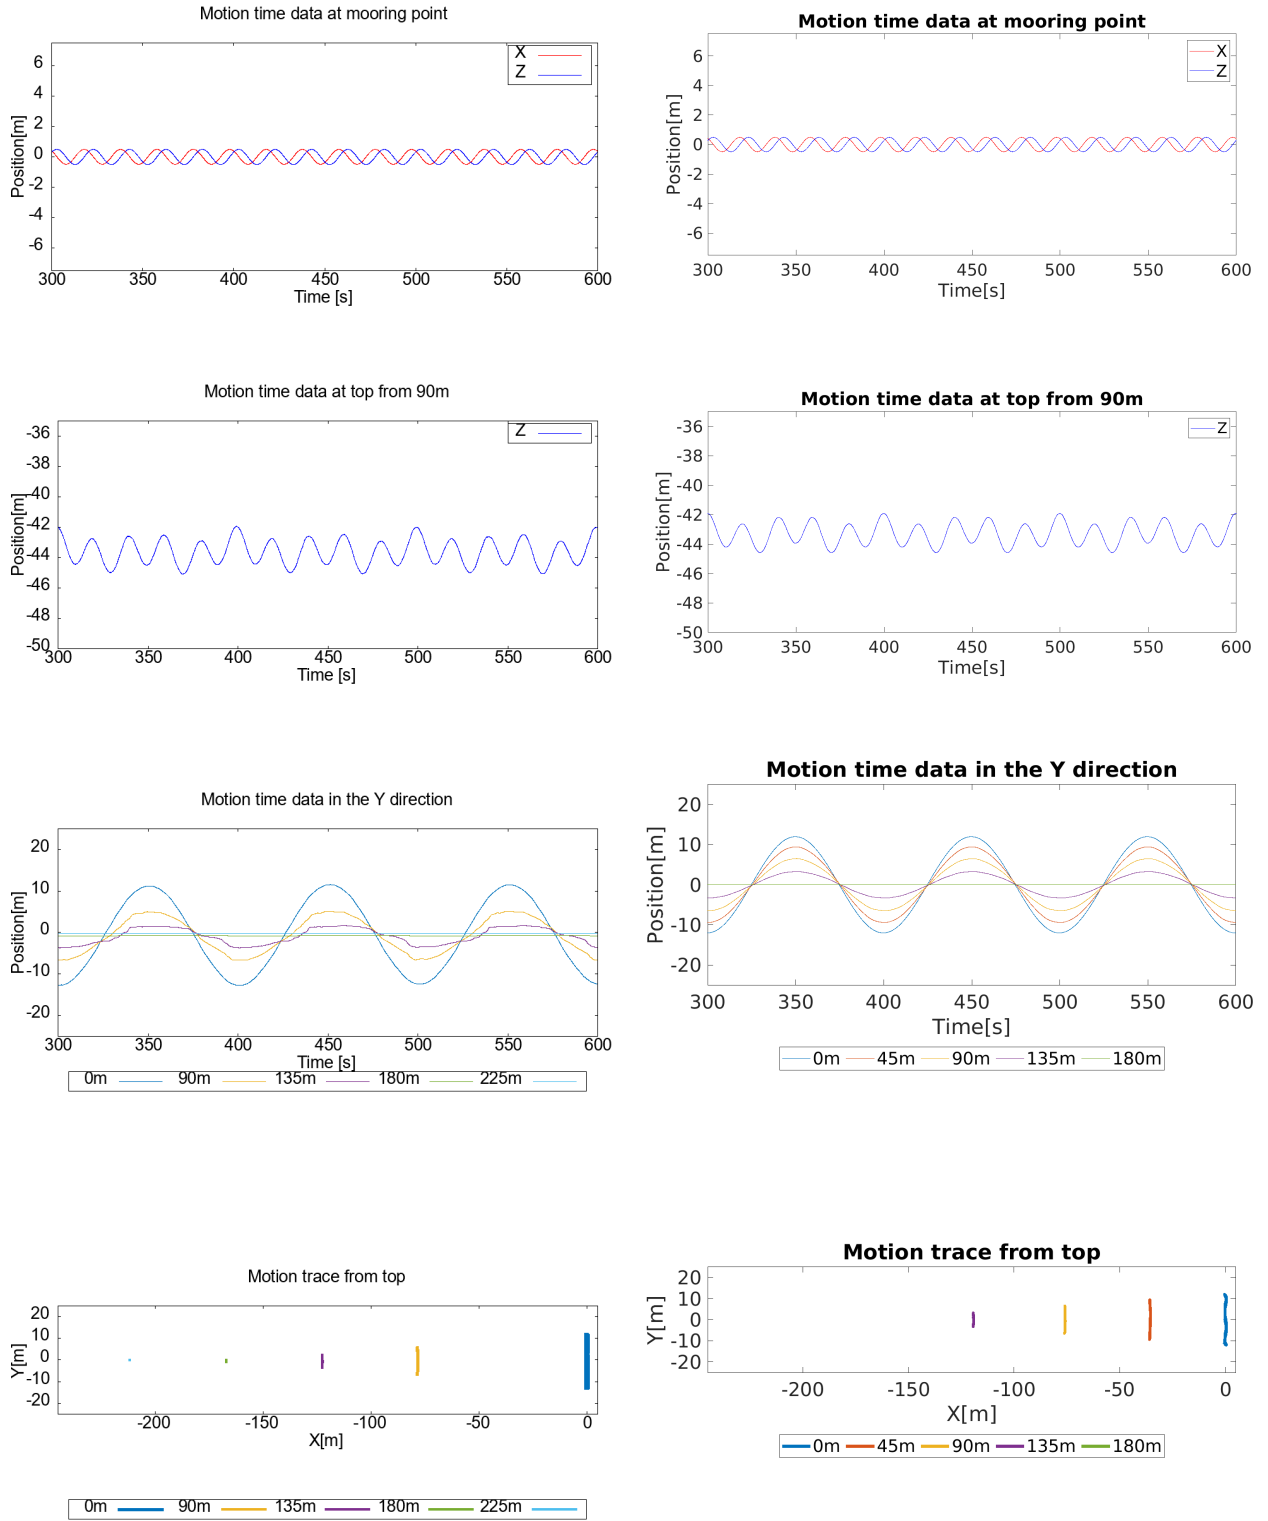 Motion time data at mooring point
X
Z
6
4
2
0
-2
-4
-6
Position[m]
300 350 400 450 500 550 600
Time [s]
Motion time data at mooring point
X
Z
6
4
2
0
-2
-4
-6
Position[m]
300 350 400 450 500 550 600
Time[s]
Motion time data at top from 90m
Z
-36
-38
-40
-42
-44
-46
-48
-50
Position[m]
300 350 400 450 500 550 600
Time [s]
Motion time data at top from 90m
Z
-36
-38
-40
-42
-44
-46
-48
-50
Position[m]
300 350 400 450 500 550 600
Time[s]
Motion time data in the Y direction
20
10
0
-10
-20
Position[m]
300 350 400 450 500 550 600
Time [s]
0m 90m 135m 180m 225m
Motion time data in the Y direction
20
10
0
-10
-20
Position[m]
300 350 400 450 500 550 600
Time[s]
0m 45m 90m 135m 180m
Motion trace from top
20
10
0
-10
-20
Y[m]
-200 -150 -100 -50 0
X[m]
0m 90m 135m 180m 225m
Motion trace from top
20
10
0
-10
-20
Y[m]
-200 -150 -100 -50 0
X[m]
0m 45m 90m 135m 180m